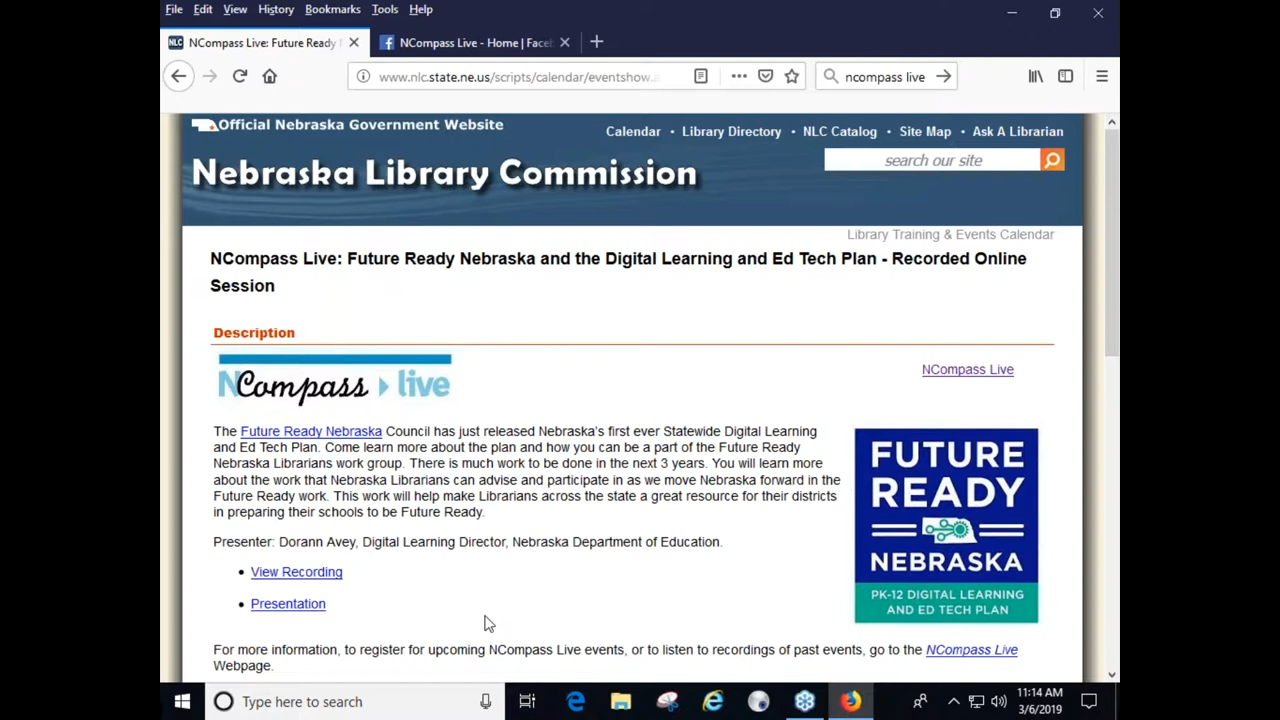 File Edit View History Bookmarks Tools Help
NCompass Live: Future Ready N
NCompass Live - Home | Face
www.nlc.state.ne.us/scripts/calendar/eventshow.a
ncompass live
Official Nebraska Government Website
Calendar • Library Directory • NLC Catalog • Site Map • Ask A Librarian
Nebraska Library Commission
search our site
Library Training & Events Calendar
NCompass Live: Future Ready Nebraska and the Digital Learning and Ed Tech Plan - Recorded Online
Session
Description
NCompass live
NCompass Live
The Future Ready Nebraska Council has just released Nebraska's first ever Statewide Digital Learning
and Ed Tech Plan. Come learn more about the plan and how you can be a part of the Future Ready
Nebraska Librarians work group. There is much work to be done in the next 3 years. You will learn more
about the work that Nebraska Librarians can advise and participate in as we move Nebraska forward in the
Future Ready work. This work will help make Librarians across the state a great resource for their districts
in preparing their schools to be Future Ready.
FUTURE
READY
NEBRASKA
PK-12 DIGITAL LEARNING
AND ED TECH PLAN
Presenter: Dorann Avey, Digital Learning Director, Nebraska Department of Education.
• View Recording
• Presentation
For more information, to register for upcoming NCompass Live events, or to listen to recordings of past events, go to the NCompass Live
Webpage.
Type here to search
11:14 AM
3/6/2019